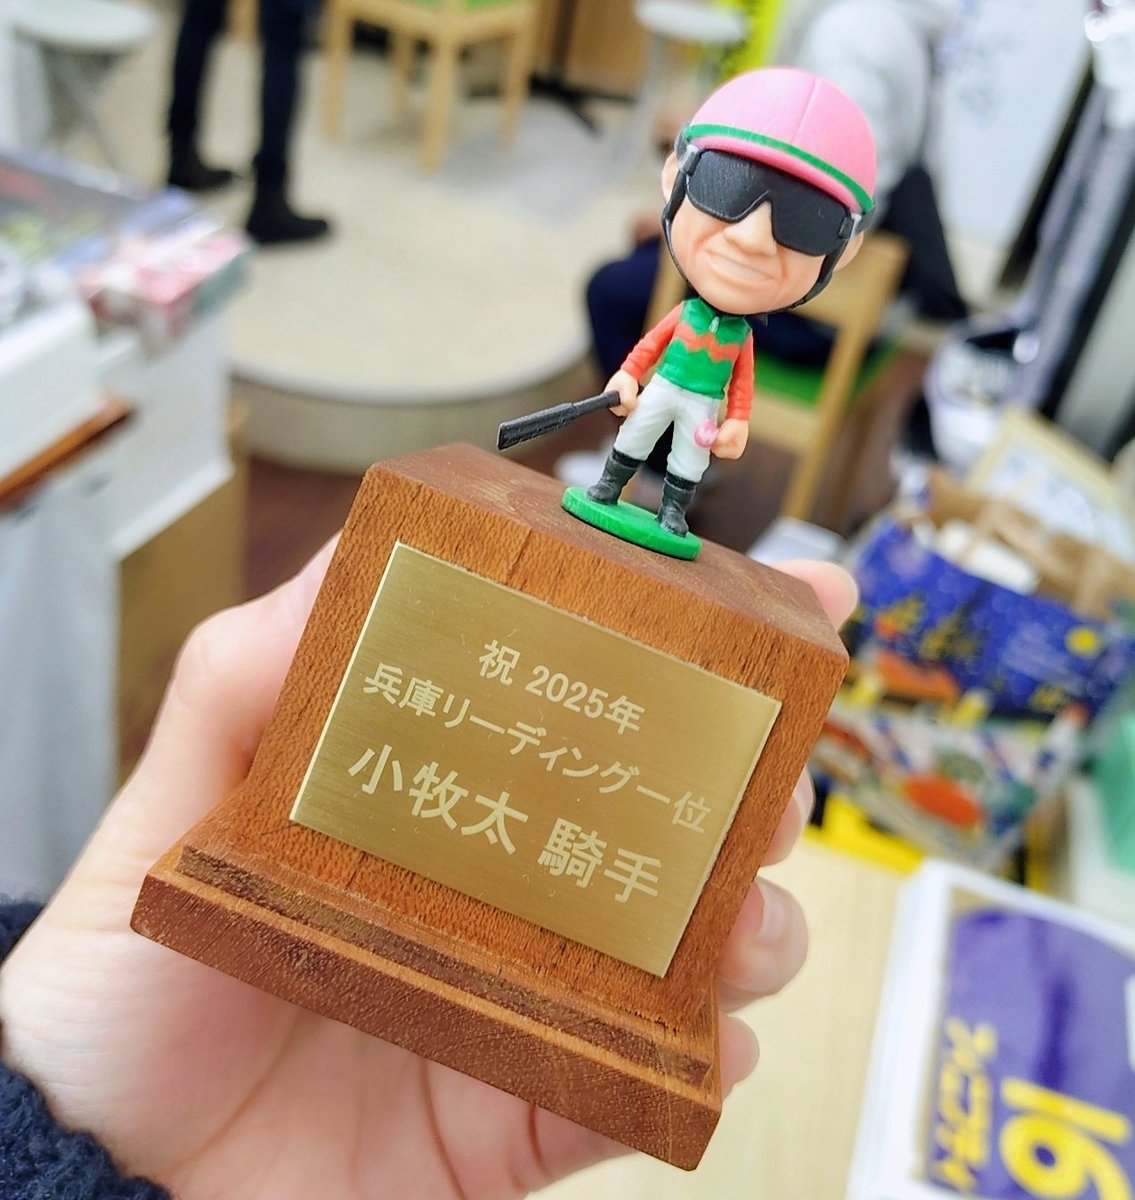 祝 2025年
兵庫リーディング一位
小牧太 騎手
16